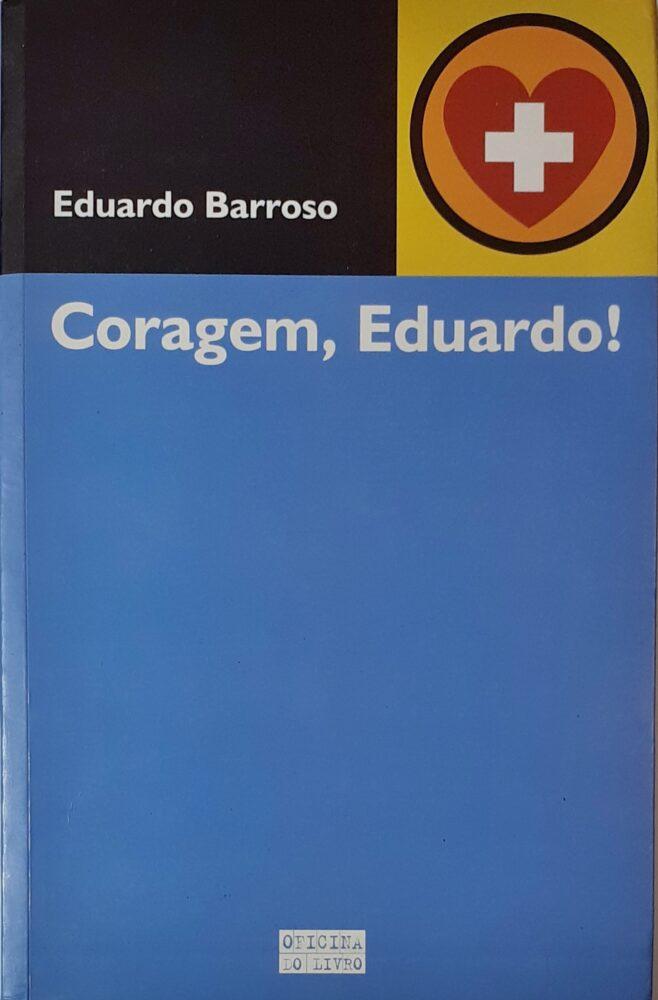 Eduardo Barroso
Coragem, Eduardo!
OFICINA
DO LIVRO